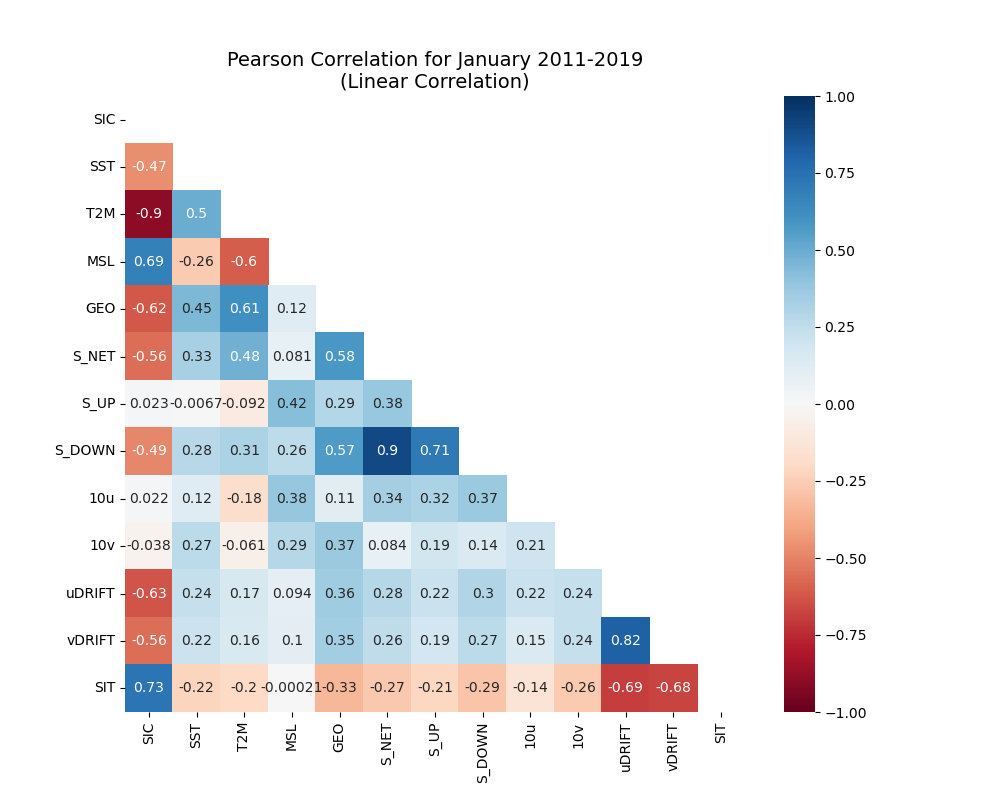 Pearson Correlation for January 2011-2019
(Linear Correlation)
SIC
SST -0.47
T2M -0.9 0.5
MSL 0.69 -0.26 -0.6
GEO -0.62 0.45 0.61 0.12
S_NET -0.56 0.33 0.48 0.081 0.58
S_UP 0.023 -0.0067 -0.092 0.42 0.29 0.38
S_DOWN -0.49 0.28 0.31 0.26 0.57 0.9 0.71
10u 0.022 0.12 -0.18 0.38 0.11 0.34 0.32 0.37
10v -0.038 0.27 -0.061 0.29 0.37 0.084 0.19 0.14 0.21
uDRIFT -0.63 0.24 0.17 0.094 0.36 0.28 0.22 0.3 0.22 0.24
vDRIFT -0.56 0.22 0.16 0.1 0.35 0.26 0.19 0.27 0.15 0.24 0.82
SIT 0.73 -0.22 -0.2 -0.00021 -0.33 -0.27 -0.21 -0.29 -0.14 -0.26 -0.69 -0.68
SIC SST T2M MSL GEO S_NET S_UP S_DOWN 10u 10v uDRIFT vDRIFT SIT
1.00
0.75
0.50
0.25
0.00
−0.25
−0.50
−0.75
−1.00